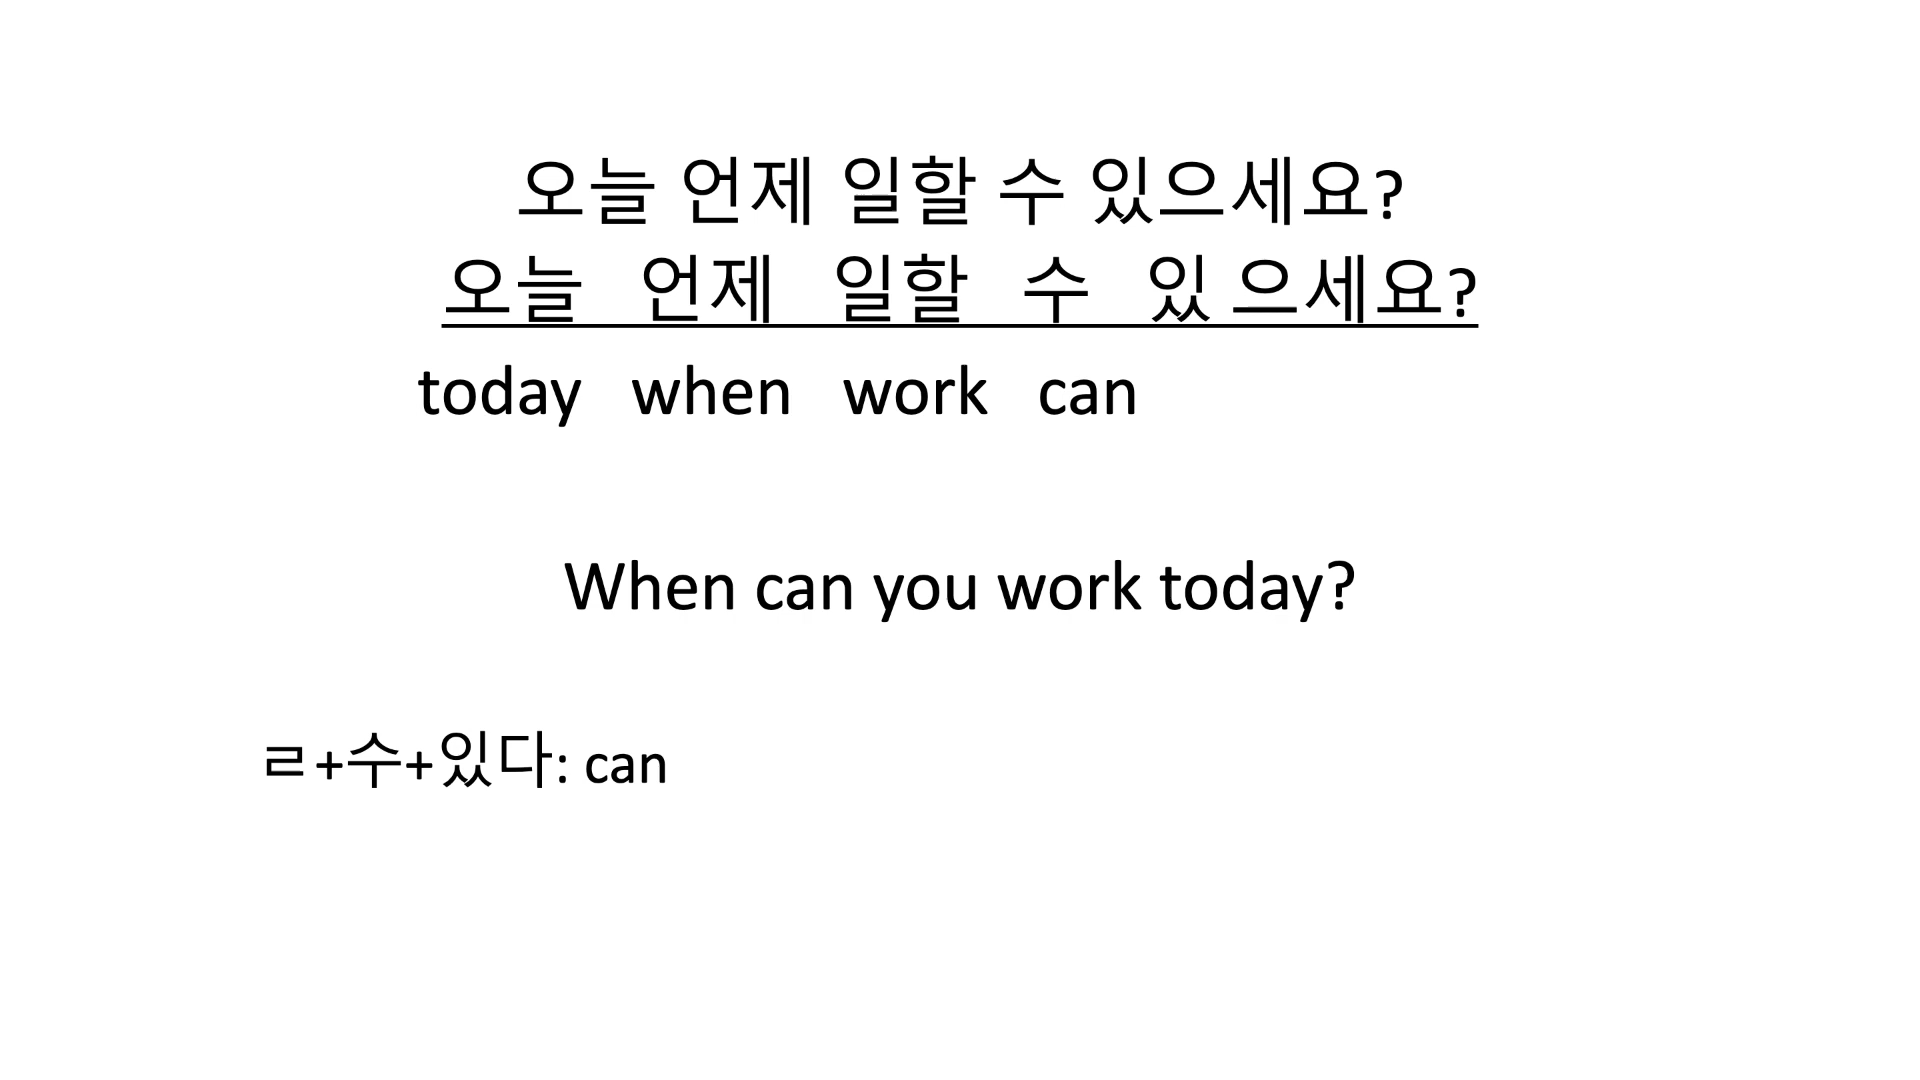 오늘 언제 일할 수 있으세요?
오늘 언제 일할 수 있 으세요?
today when work can
When can you work today?
ㄹ+수+있다: can